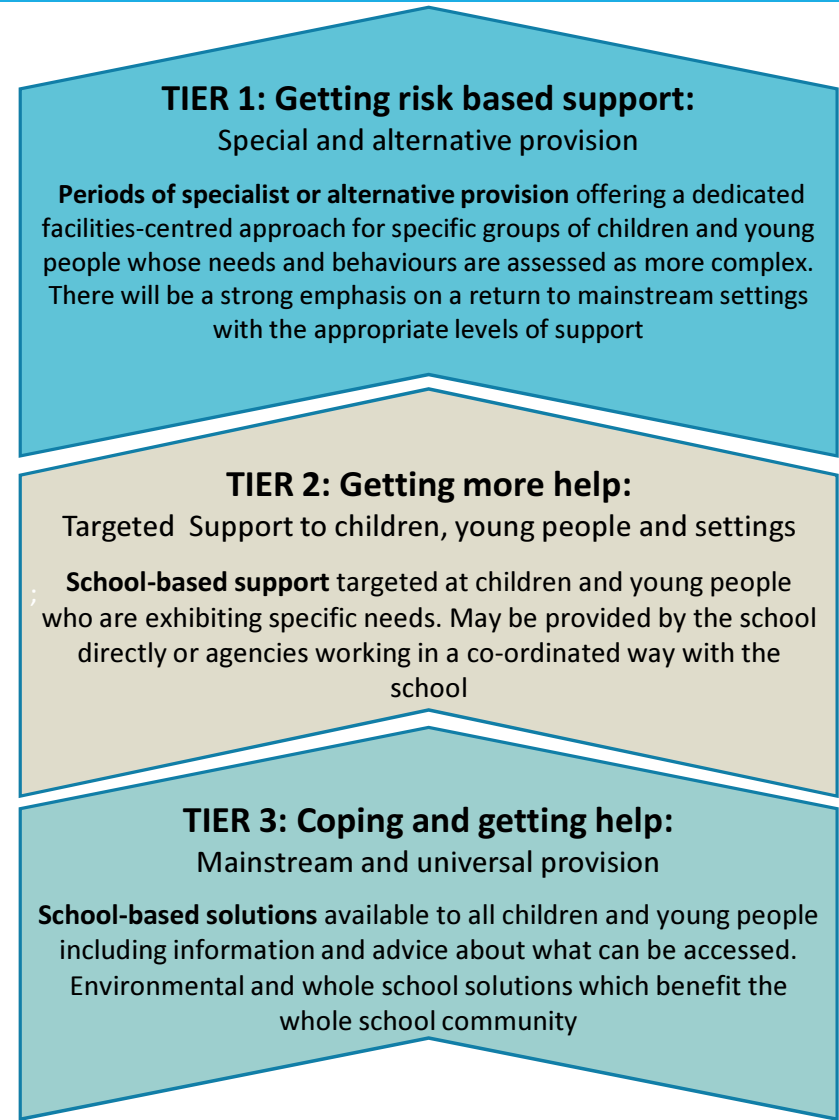 TIER 1: Getting risk based support:
Special and alternative provision
Periods of specialist or alternative provision offering a dedicated
facilities-centred approach for specific groups of children and young
people whose needs and behaviours are assessed as more complex.
There will be a strong emphasis on a return to mainstream settings
with the appropriate levels of support
TIER 2: Getting more help:
Targeted  Support to children, young people and settings
;
School-based support targeted at children and young people
who are exhibiting specific needs. May be provided by the school
directly or agencies working in a co-ordinated way with the
school
TIER 3: Coping and getting help:
Mainstream and universal provision
School-based solutions available to all children and young people
including information and advice about what can be accessed.
Environmental and whole school solutions which benefit the
whole school community